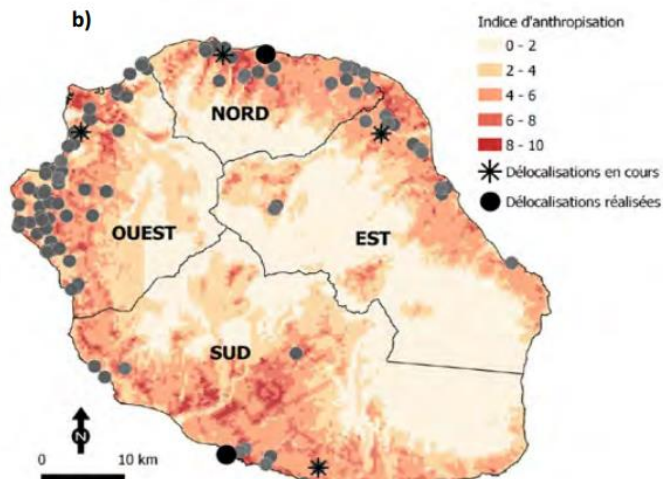 b)
Indice d'anthropisation
0 - 2
2 - 4
4 - 6
6 - 8
8 - 10
Délocalisations en cours
Délocalisations réalisées
NORD
OUEST
EST
SUD
N
0 10 km